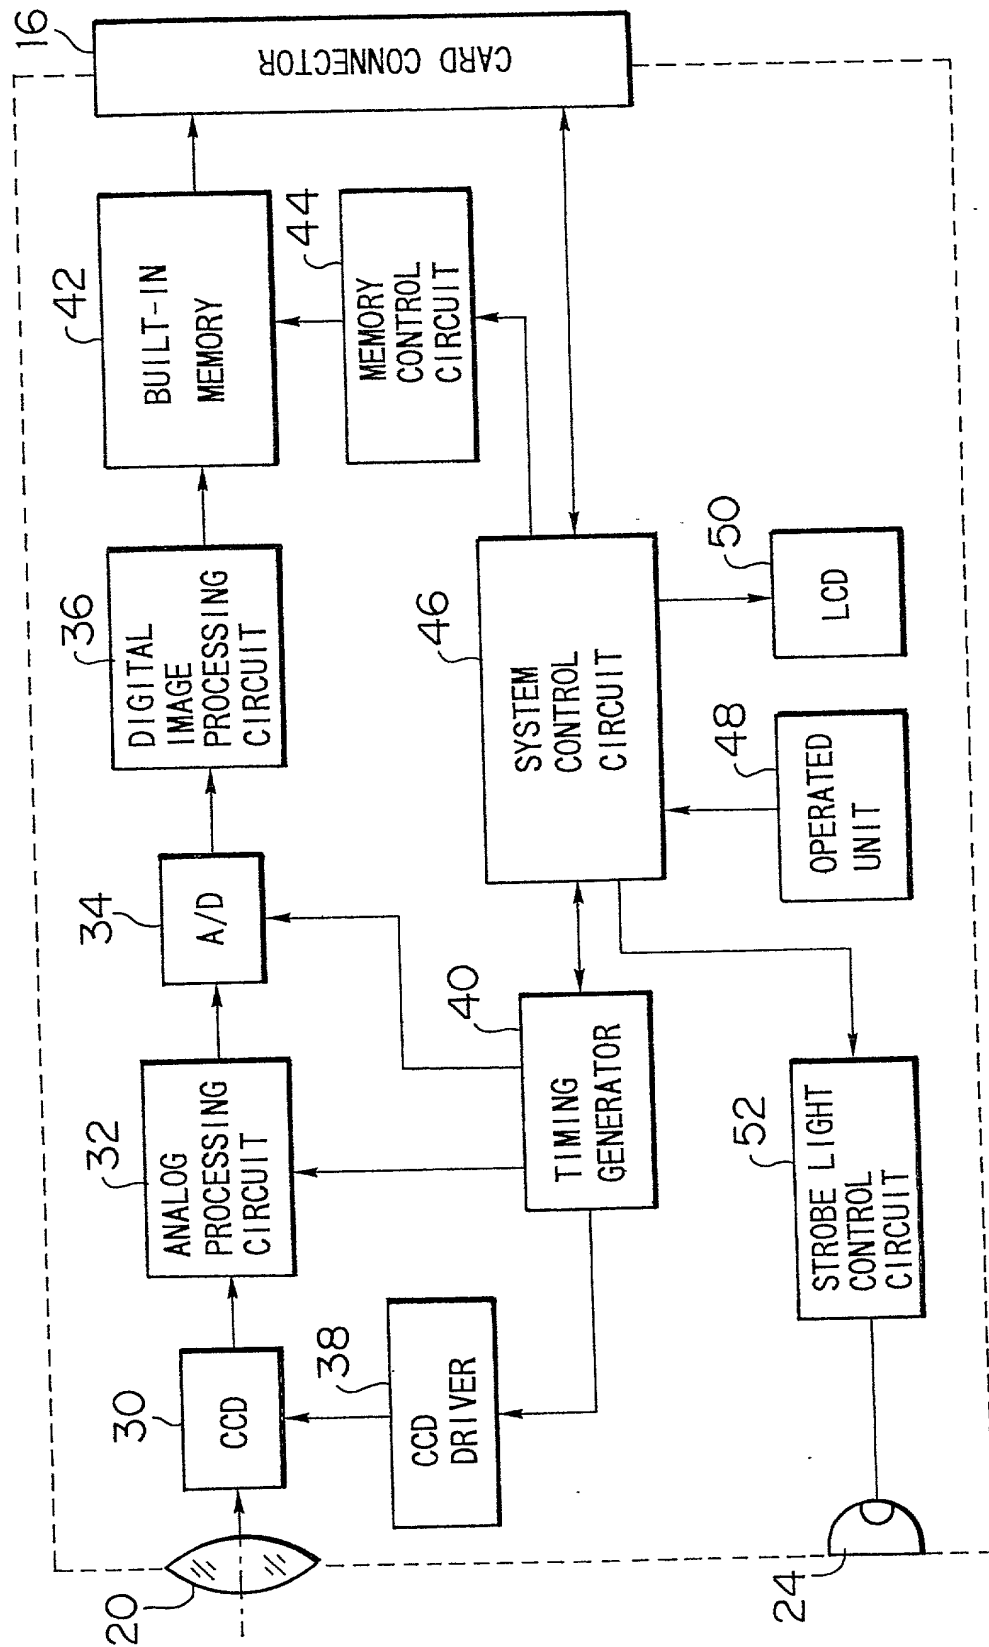 20
30
CCD
32
ANALOG
PROCESSING
CIRCUIT
34
A/D
36
DIGITAL
IMAGE
PROCESSING
CIRCUIT
42
BUILT-IN
MEMORY
16
CARD CONNECTOR
38
CCD
DRIVER
40
TIMING
GENERATOR
46
SYSTEM
CONTROL
CIRCUIT
44
MEMORY
CONTROL
CIRCUIT
24
52
STROBE LIGHT
CONTROL
CIRCUIT
48
OPERATED
UNIT
50
LCD